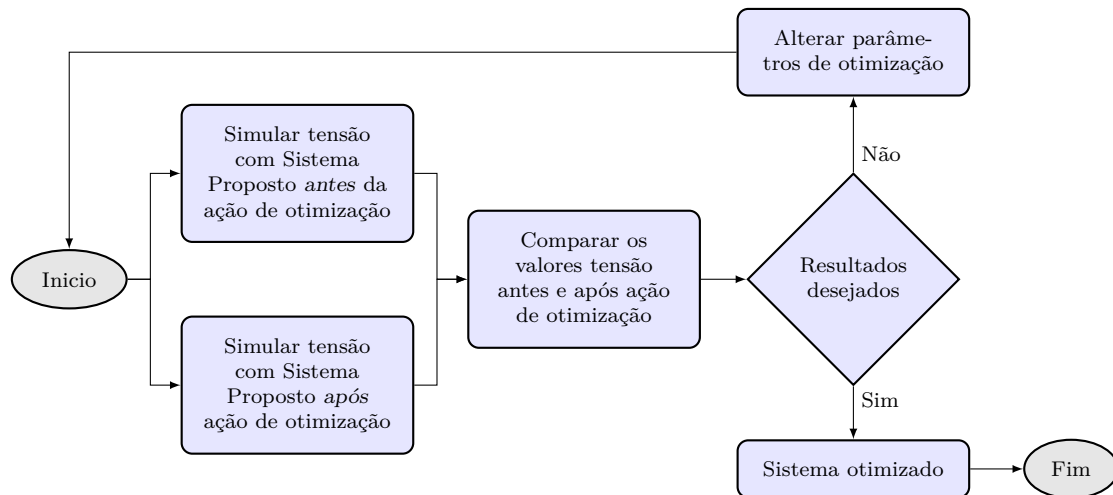 Alterar parâme-
tros de otimização
Simular tensão
com Sistema
Proposto antes da
ação de otimização
Não
Inicio
Comparar os
valores tensão
antes e após ação
de otimização
Resultados
desejados
Simular tensão
com Sistema
Proposto após
ação de otimização
Sim
Sistema otimizado
Fim